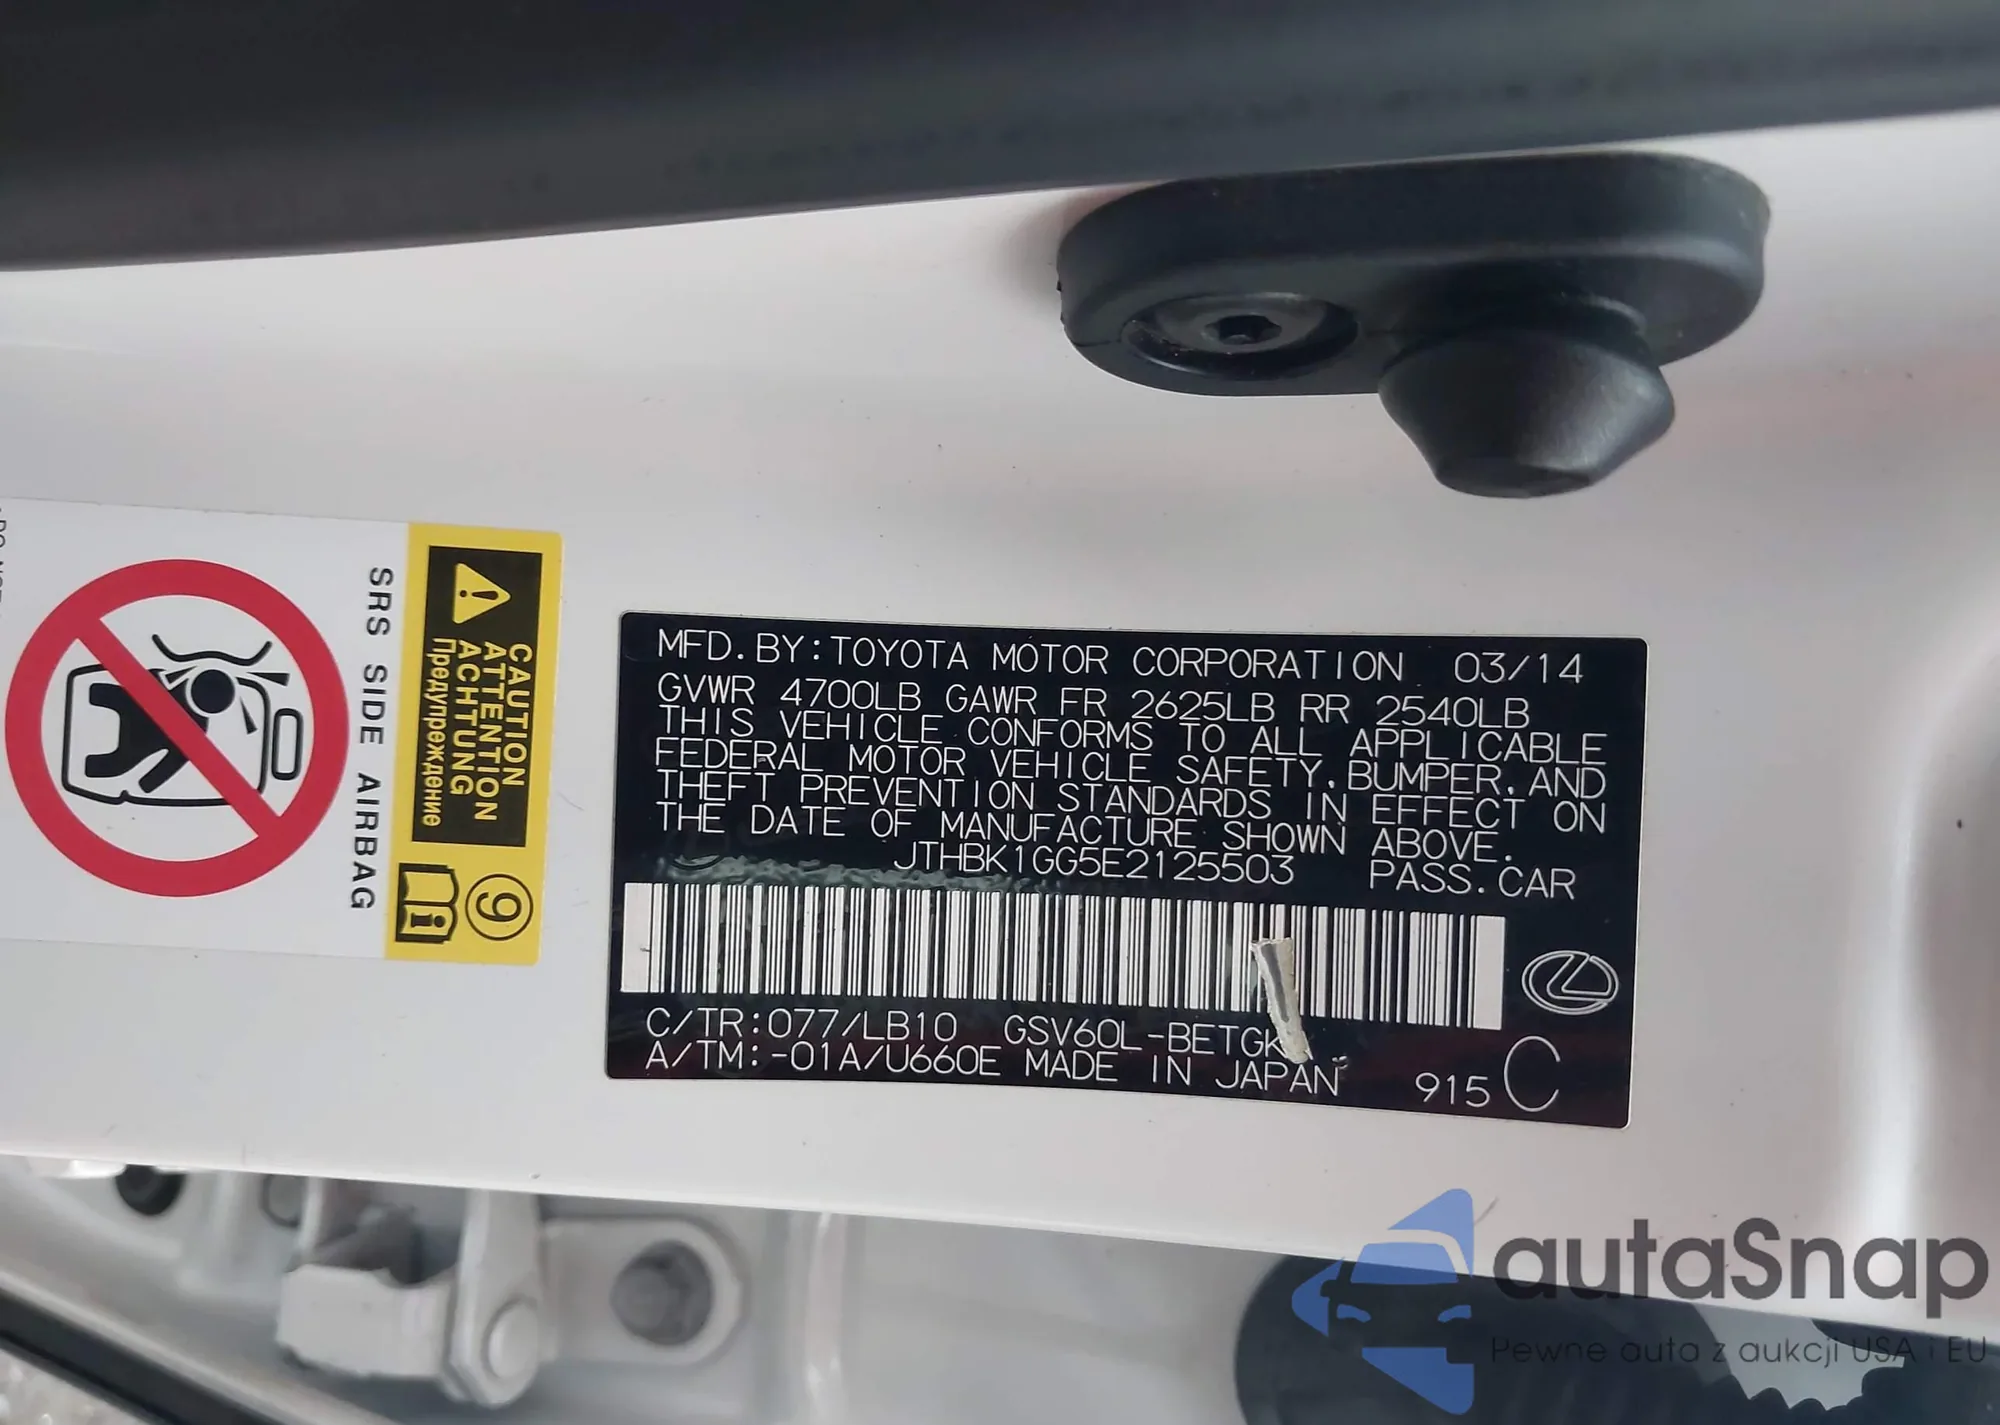 MFD.BY:TOYOTA MOTOR CORPORATION 03/14
GVWR 4700LB GAWR FR 2625LB RR 2540LB
THIS VEHICLE CONFORMS TO ALL APPLICABLE
FEDERAL MOTOR VEHICLE SAFETY,BUMPER,AND
THEFT PREVENTION STANDARDS IN EFFECT ON
THE DATE OF MANUFACTURE SHOWN ABOVE.
JTHBK1GG5E2125503 PASS.CAR
C/TR:077/LB10 GSV60L-BETGK
A/TM:-01A/U660E MADE IN JAPAN 915 C
CAUTION
ATTENTION
ACHTUNG
Предупреждение
9
i
SRS SIDE AIRBAG
autaSnap
Pewne auta z aukcji USA i EU